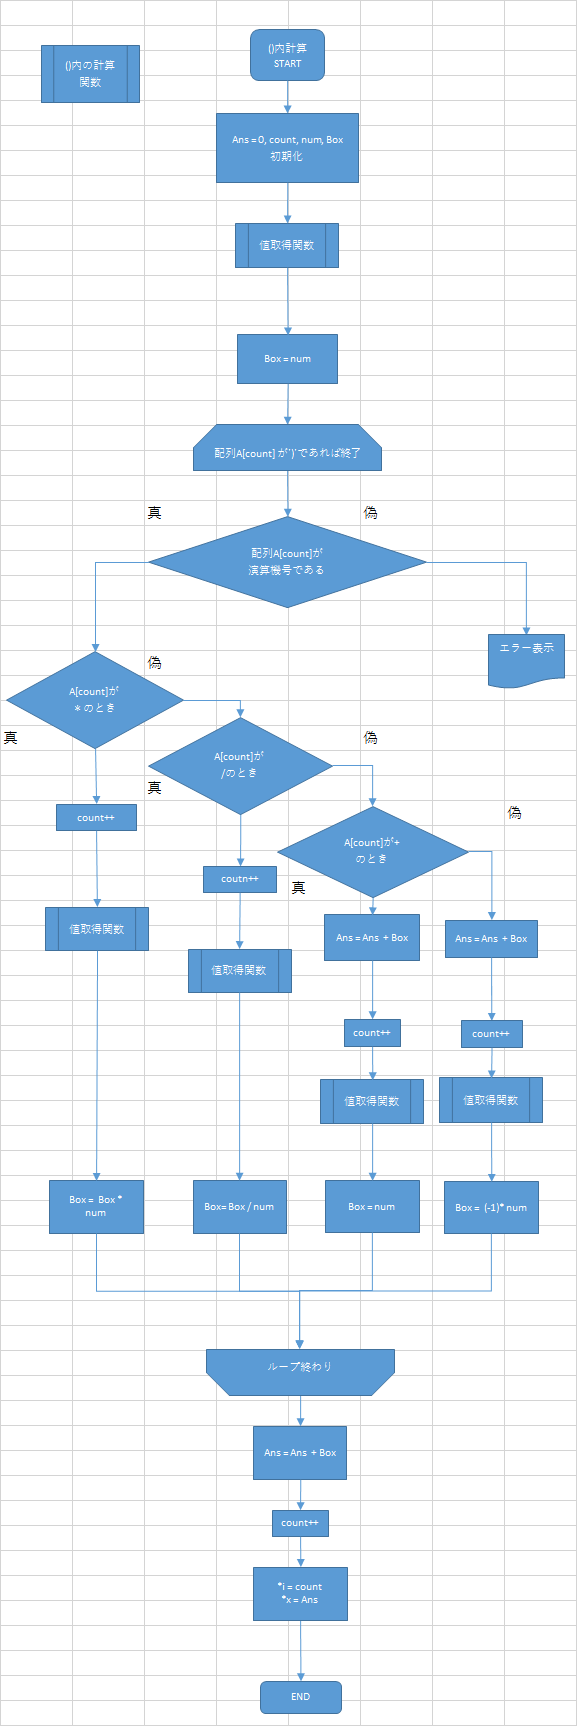 ()内の計算
関数
()内計算
START
Ans = 0, count, num, Box
初期化
値取得関数
Box = num
配列A[count] が')'であれば終了
真
偽
配列A[count]が
演算機号である
エラー表示
偽
A[count]が
＊のとき
真
偽
A[count]が
/のとき
真
偽
A[count]が+
のとき
真
count++
coutn++
値取得関数
値取得関数
Ans = Ans + Box
Ans = Ans + Box
count++
count++
値取得関数
値取得関数
Box = Box *
num
Box= Box / num
Box = num
Box = (-1)* num
ループ終わり
Ans = Ans + Box
count++
*i = count
*x = Ans
END